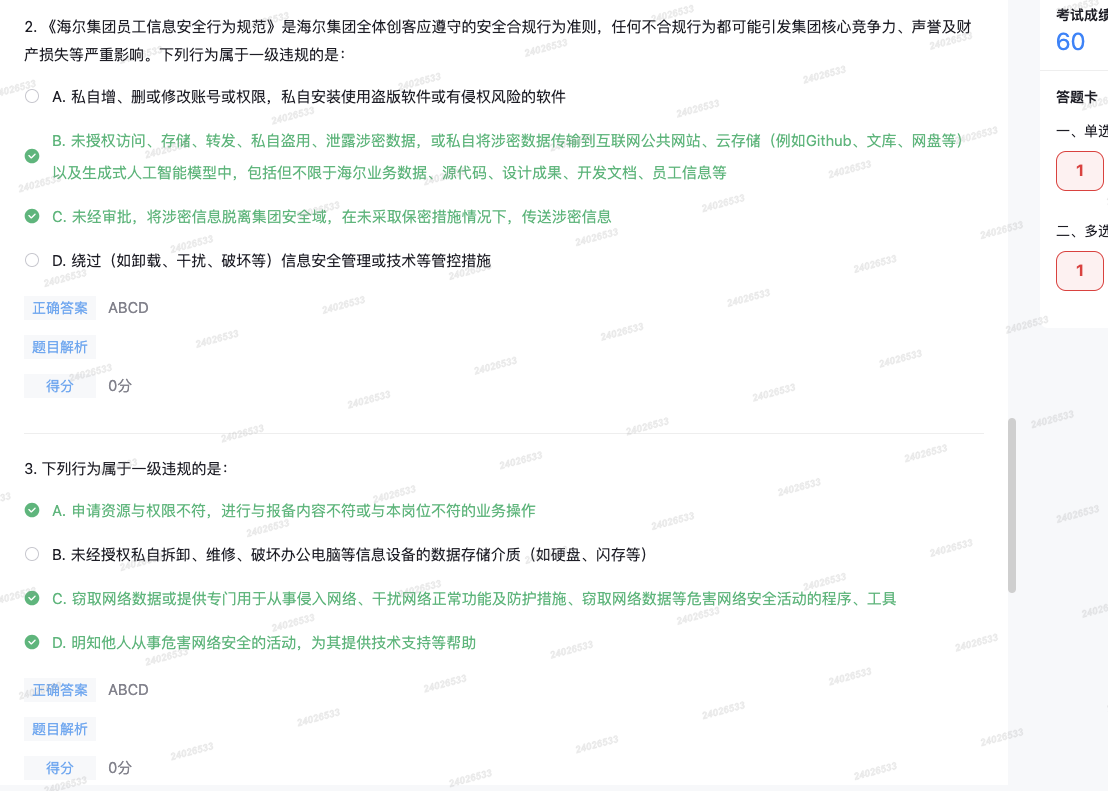 2. 《海尔集团员工信息安全行为规范》是海尔集团全体创客应遵守的安全合规行为准则，任何不合规行为都可能引发集团核心竞争力、声誉及财
产损失等严重影响。下列行为属于一级违规的是：
A. 私自增、删或修改账号或权限，私自安装使用盗版软件或有侵权风险的软件
B. 未授权访问、存储、转发、私自盗用、泄露涉密数据，或私自将涉密数据传输到互联网公共网站、云存储（例如Github、文库、网盘等）
以及生成式人工智能模型中，包括但不限于海尔业务数据、源代码、设计成果、开发文档、员工信息等
C. 未经审批，将涉密信息脱离集团安全域，在未采取保密措施情况下，传送涉密信息
D. 绕过（如卸载、干扰、破坏等）信息安全管理或技术等管控措施
正确答案 ABCD
题目解析
得分 0分
3. 下列行为属于一级违规的是：
A. 申请资源与权限不符，进行与报备内容不符或与本岗位不符的业务操作
B. 未经授权私自拆卸、维修、破坏办公电脑等信息设备的数据存储介质（如硬盘、闪存等）
C. 窃取网络数据或提供专门用于从事侵入网络、干扰网络正常功能及防护措施、窃取网络数据等危害网络安全活动的程序、工具
D. 明知他人从事危害网络安全的活动，为其提供技术支持等帮助
正确答案 ABCD
题目解析
得分 0分
考试成绩
60
答题卡
一、单选
1
二、多选
1
24026533